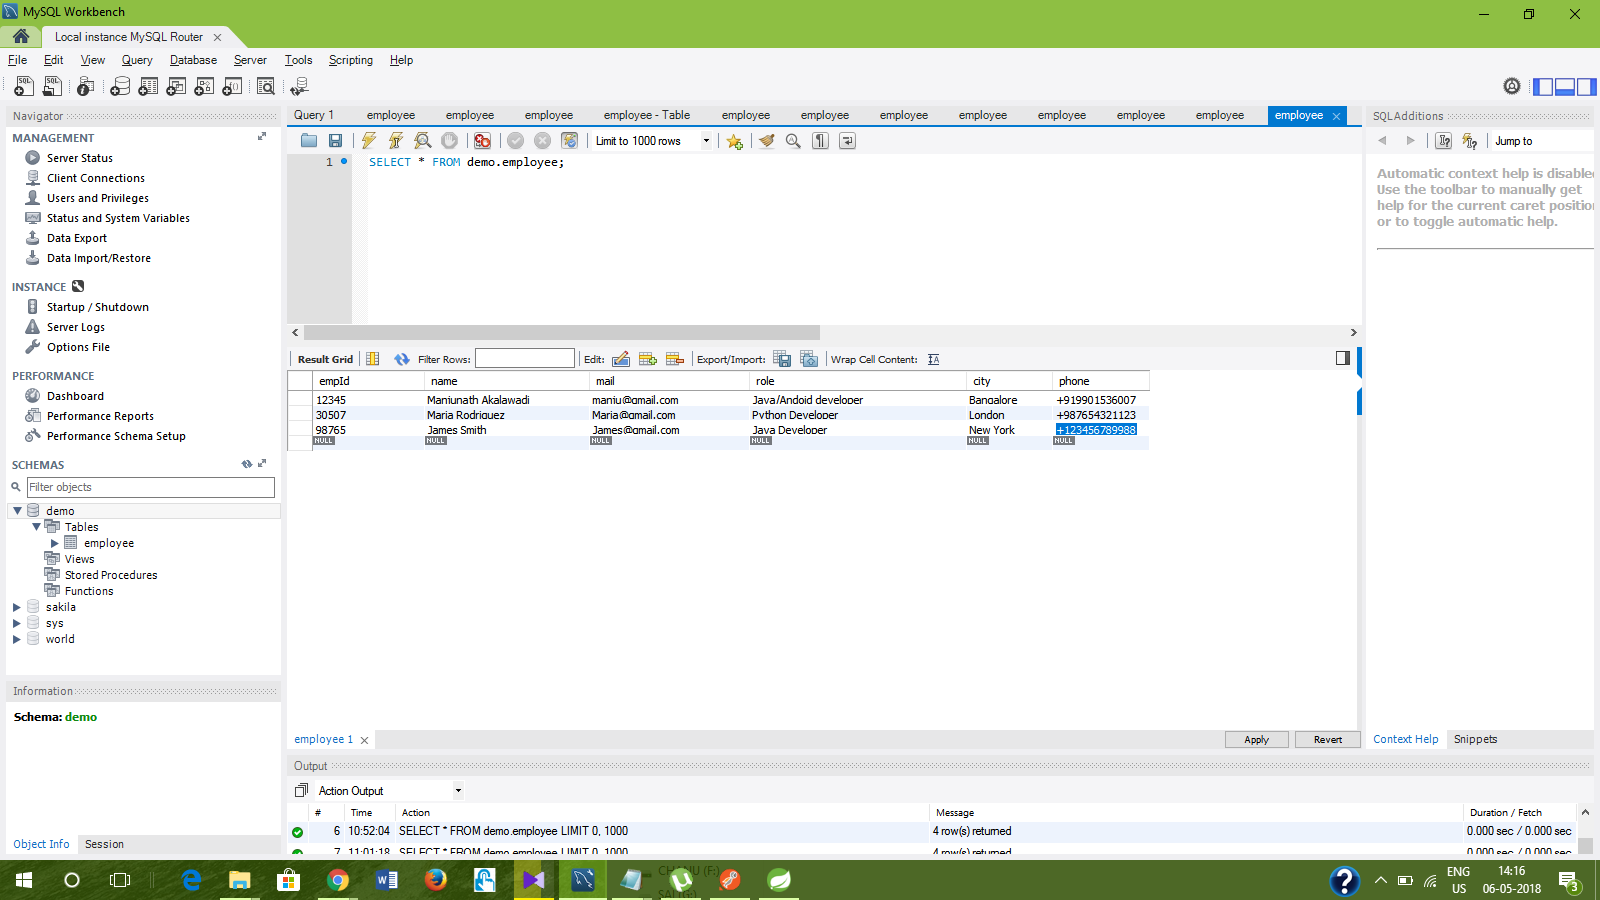 MySQL Workbench
Local instance MySQL Router
File Edit View Query Database Server Tools Scripting Help
Navigator
MANAGEMENT
Server Status
Client Connections
Users and Privileges
Status and System Variables
Data Export
Data Import/Restore
INSTANCE
Startup / Shutdown
Server Logs
Options File
PERFORMANCE
Dashboard
Performance Reports
Performance Schema Setup
SCHEMAS
Filter objects
demo
Tables
employee
Views
Stored Procedures
Functions
sakila
sys
world
Information
Schema: demo
Object Info Session
Query 1 employee employee employee employee - Table employee employee employee employee employee employee employee employee
Limit to 1000 rows
1 SELECT * FROM demo.employee;
Result Grid Filter Rows: Edit: Export/Import: Wrap Cell Content:
empId name mail role city phone
12345 Manjunath Akalawadi manju@gmail.com Java/Andoid developer Bangalore +919901536007
30507 Maria Rodriguez Maria@gmail.com Python Developer London +987654321123
98765 James Smith James@gmail.com Java Developer New York +123456789988
NULL NULL NULL NULL NULL NULL
employee 1 Apply Revert
SQLAdditions
Jump to
Automatic context help is disable
Use the toolbar to manually get
help for the current caret positio
or to toggle automatic help.
Context Help Snippets
Output
Action Output
# Time Action Message Duration / Fetch
6 10:52:04 SELECT * FROM demo.employee LIMIT 0, 1000 4 row(s) returned 0.000 sec / 0.000 sec
7 11:01:18 SELECT * FROM demo.employee LIMIT 0, 1000 4 row(s) returned 0.000 sec / 0.000 sec
ENG
US
14:16
06-05-2018
3